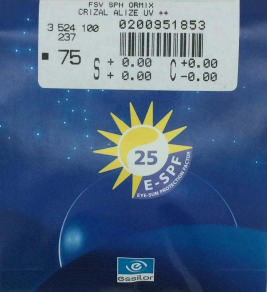 FSV SPH ORMIX
CRIZAL ALIZE UV ++
3 624 100
0200951853
237
75
S + 0.00 C +0.00
+ 0.00 -0.00
25
E-SPF
EYE-SUN PROTECTION FACTOR
essilor